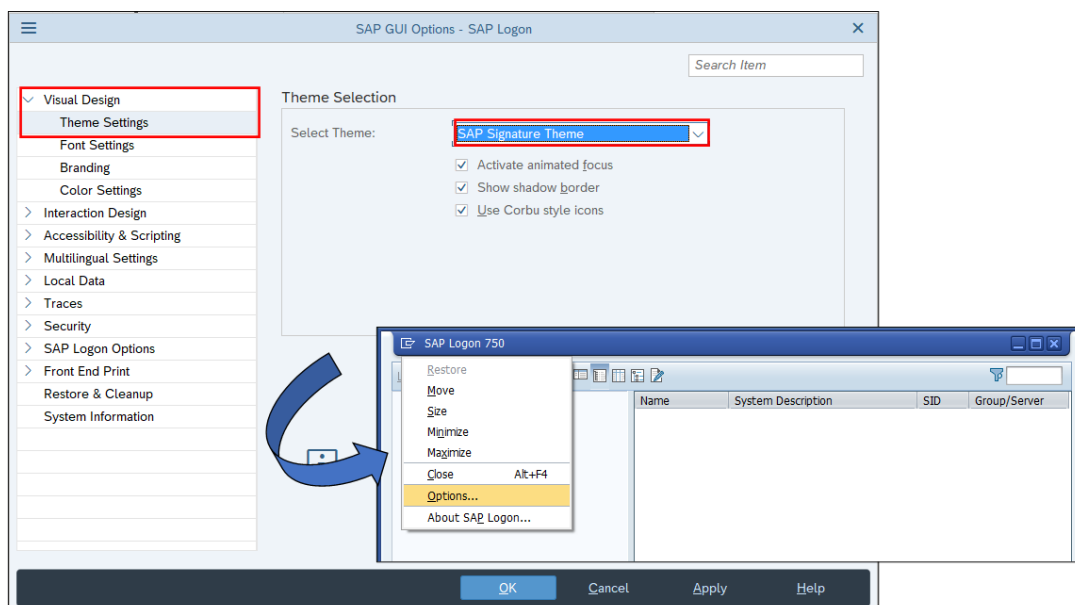 SAP GUI Options - SAP Logon
Search Item
Visual Design
Theme Settings
Font Settings
Branding
Color Settings
Interaction Design
Accessibility & Scripting
Multilingual Settings
Local Data
Traces
Security
SAP Logon Options
Front End Print
Restore & Cleanup
System Information
Theme Selection
Select Theme: SAP Signature Theme
Activate animated focus
Show shadow border
Use Corbu style icons
SAP Logon 750
Restore
Move
Size
Minimize
Maximize
Close Alt+F4
Options...
About SAP Logon...
Name System Description SID Group/Server
OK Cancel Apply Help